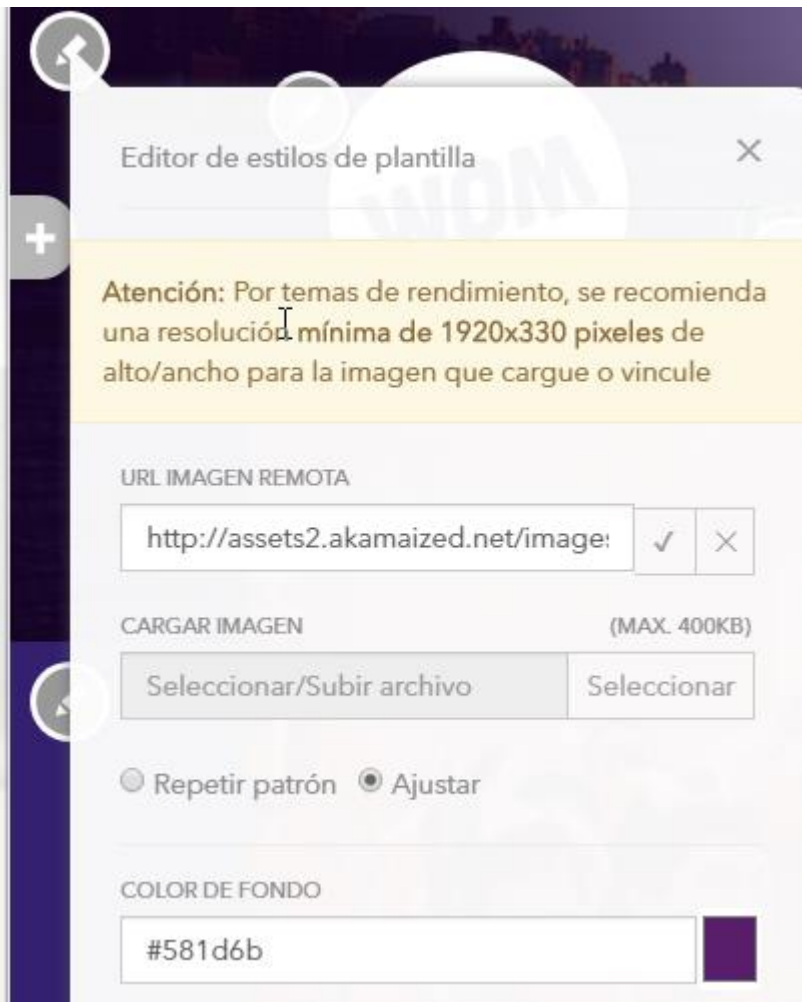 WOM
Editor de estilos de plantilla
Atención: Por temas de rendimiento, se recomienda
una resolución mínima de 1920x330 pixeles de
alto/ancho para la imagen que cargue o vincule
URL IMAGEN REMOTA
http://assets2.akamaized.net/images
CARGAR IMAGEN (MAX. 400KB)
Seleccionar/Subir archivo Seleccionar
Repetir patrón Ajustar
COLOR DE FONDO
#581d6b